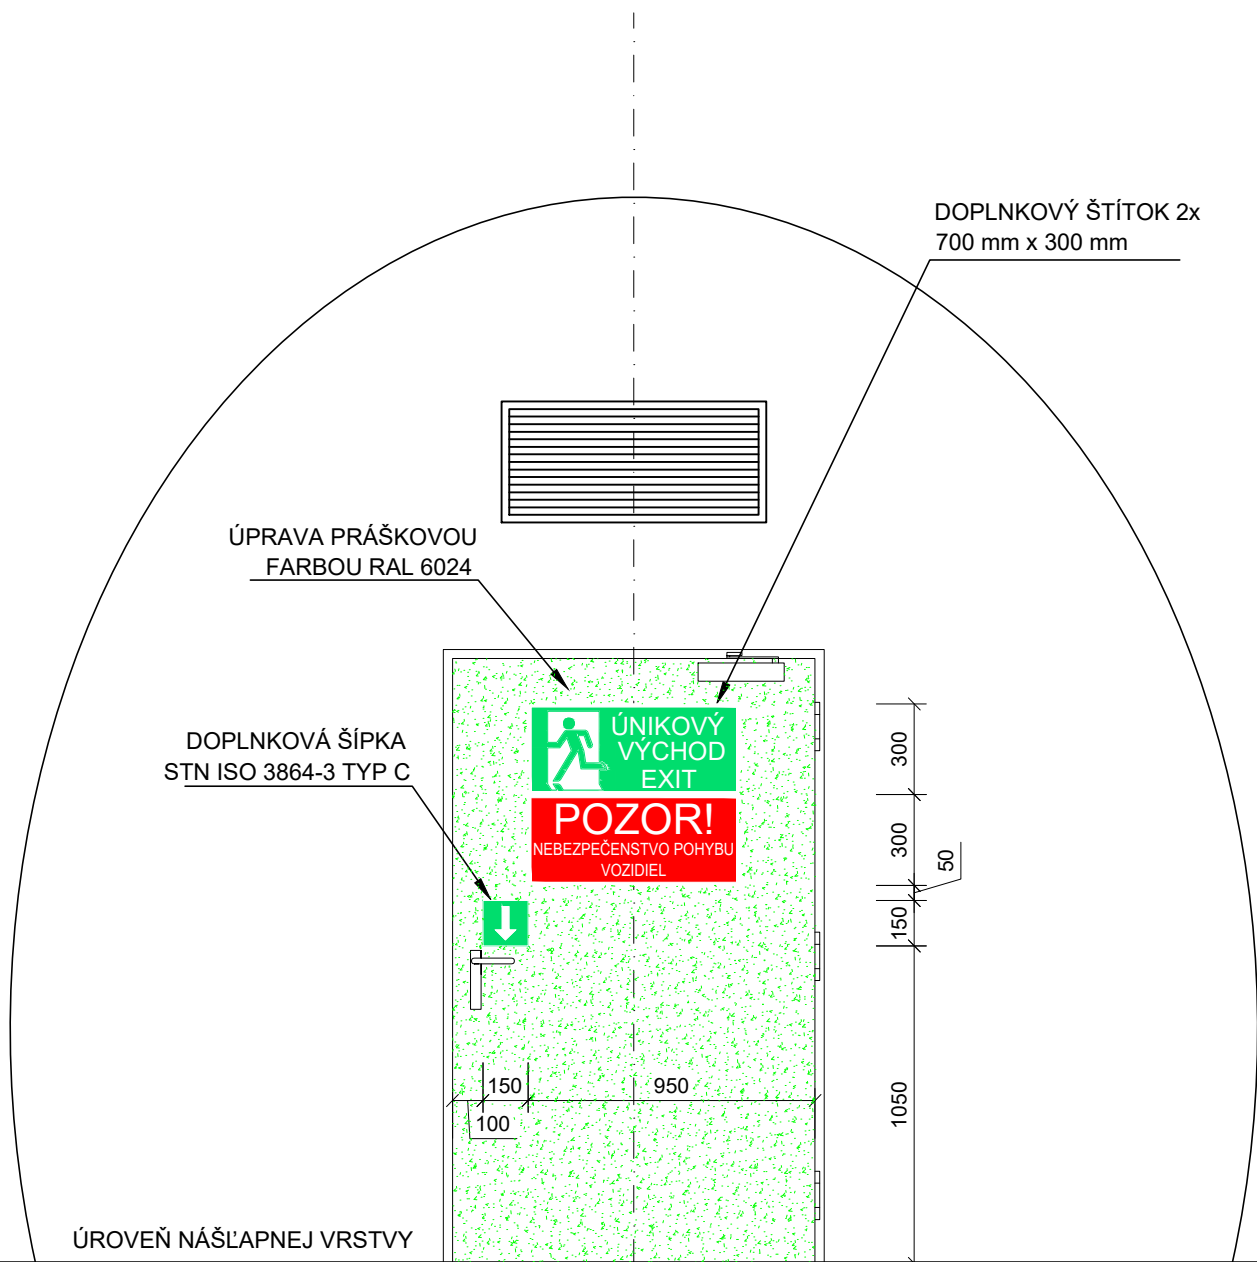 DOPLNKOVÝ ŠTÍTOK 2x
700 mm x 300 mm
ÚPRAVA PRÁŠKOVOU
FARBOU RAL 6024
DOPLNKOVÁ ŠÍPKA
STN ISO 3864-3 TYP C
ÚNIKOVÝ
VÝCHOD
EXIT
POZOR!
NEBEZPEČENSTVO POHYBU
VOZIDIEL
300
300
50
150
1050
150
950
100
ÚROVEŇ NÁŠĽAPNEJ VRSTVY